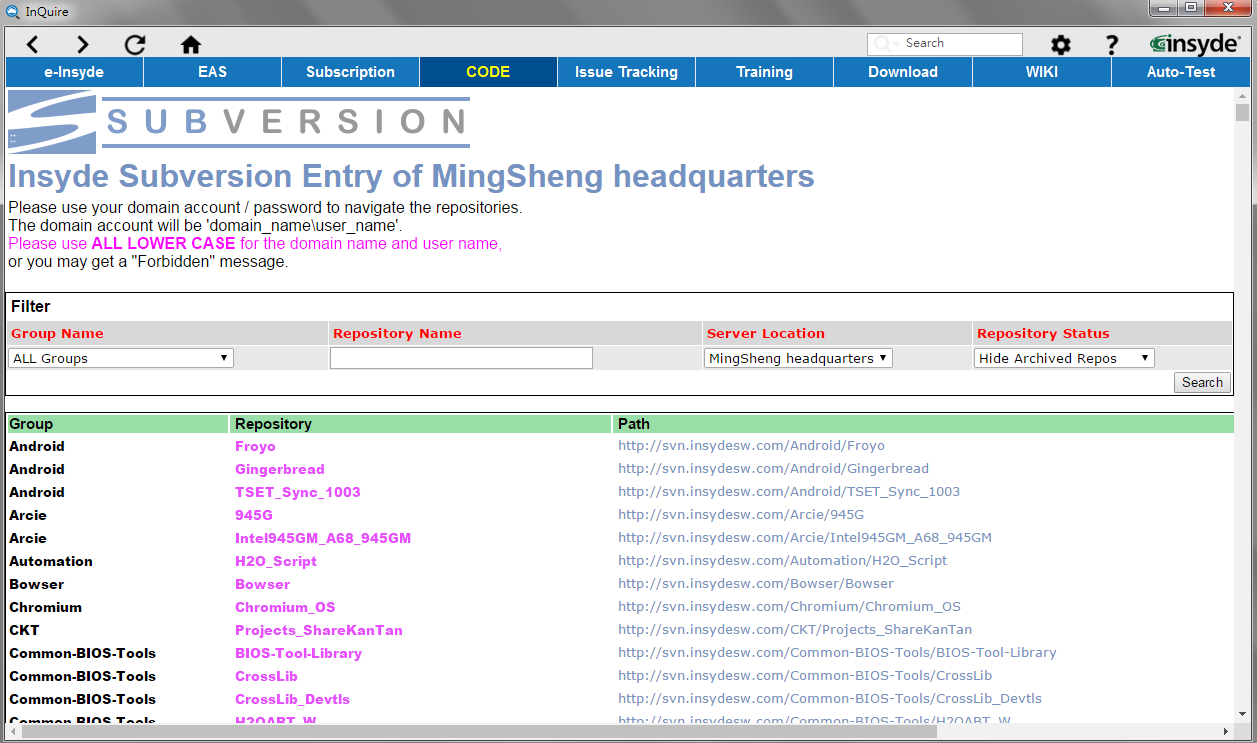 InQuire
Search
insyde
e-Insyde EAS Subscription CODE Issue Tracking Training Download WIKI Auto-Test
SUBVERSION
Insyde Subversion Entry of MingSheng headquarters
Please use your domain account / password to navigate the repositories.
The domain account will be 'domain_name\user_name'.
Please use ALL LOWER CASE for the domain name and user name,
or you may get a "Forbidden" message.
Filter
Group Name Repository Name Server Location Repository Status
ALL Groups MingSheng headquarters Hide Archived Repos
Search
Group Repository Path
Android Froyo http://svn.insydesw.com/Android/Froyo
Android Gingerbread http://svn.insydesw.com/Android/Gingerbread
Android TSET_Sync_1003 http://svn.insydesw.com/Android/TSET_Sync_1003
Arcie 945G http://svn.insydesw.com/Arcie/945G
Arcie Intel945GM_A68_945GM http://svn.insydesw.com/Arcie/Intel945GM_A68_945GM
Automation H2O_Script http://svn.insydesw.com/Automation/H2O_Script
Bowser Bowser http://svn.insydesw.com/Bowser/Bowser
Chromium Chromium_OS http://svn.insydesw.com/Chromium/Chromium_OS
CKT Projects_ShareKanTan http://svn.insydesw.com/CKT/Projects_ShareKanTan
Common-BIOS-Tools BIOS-Tool-Library http://svn.insydesw.com/Common-BIOS-Tools/BIOS-Tool-Library
Common-BIOS-Tools CrossLib http://svn.insydesw.com/Common-BIOS-Tools/CrossLib
Common-BIOS-Tools CrossLib_Devtls http://svn.insydesw.com/Common-BIOS-Tools/CrossLib_Devtls
Common-BIOS-Tools H2OABT_W http://svn.insydesw.com/Common-BIOS-Tools/H2OABT_W